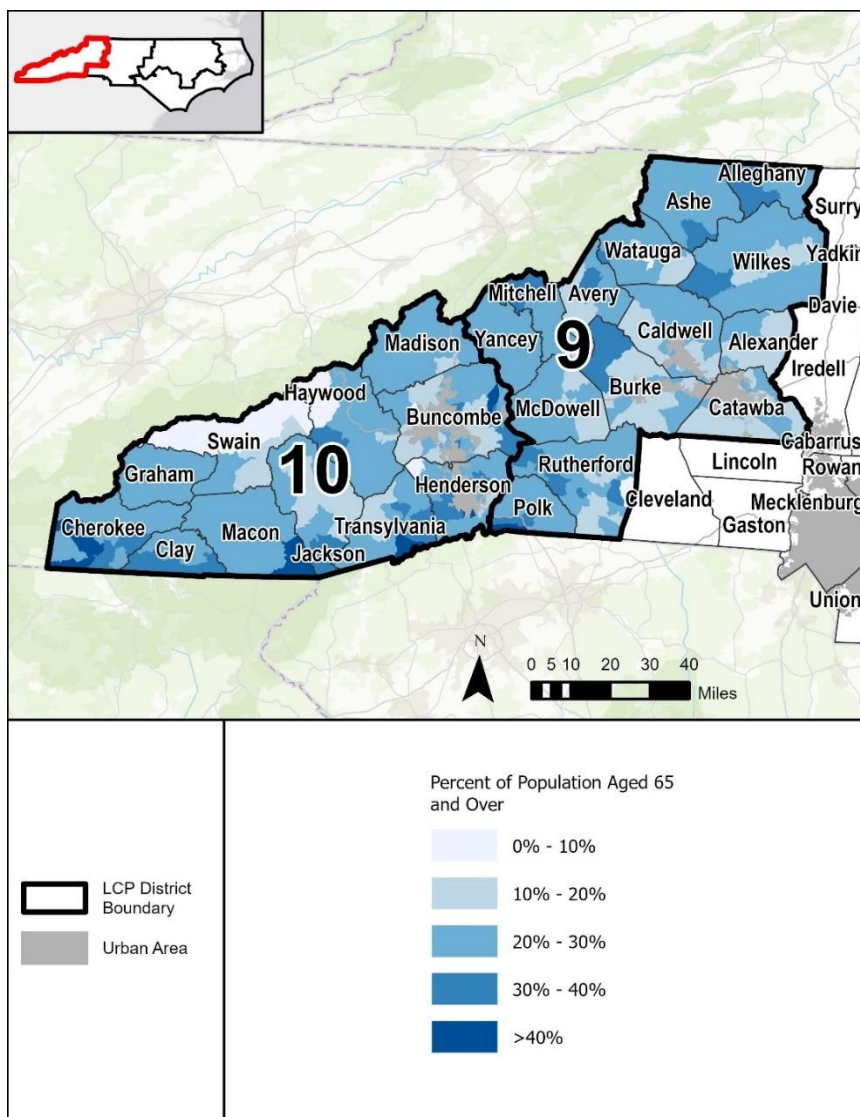 Alleghany
Ashe
Surry
Watauga
Wilkes
Yadkin
Mitchell
Avery
Davie
Madison
Yancey
9
Caldwell
Alexander
Iredell
Haywood
Buncombe
McDowell
Burke
Catawba
Swain
10
Cabarrus
Graham
Henderson
Rutherford
Lincoln
Rowan
Cherokee
Macon
Transylvania
Polk
Cleveland
Mecklenburg
Clay
Jackson
Gaston
Union
N
0 5 10 20 30 40
Miles
Percent of Population Aged 65
and Over
0% - 10%
10% - 20%
20% - 30%
30% - 40%
>40%
LCP District
Boundary
Urban Area